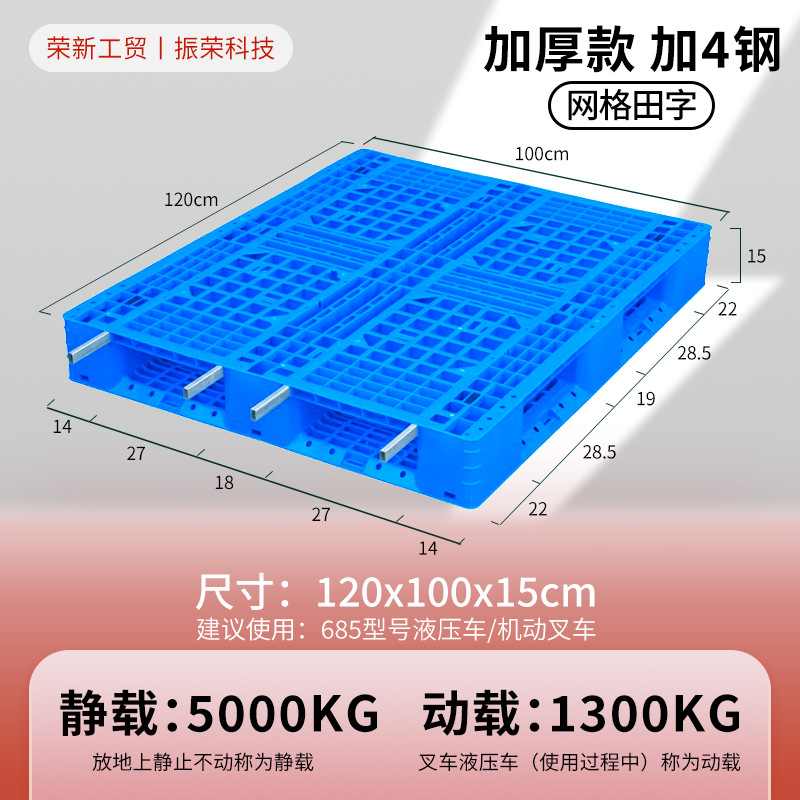 荣新工贸丨振荣科技
加厚款 加4钢
网格田字
100cm
120cm
15
22
28.5
19
28.5
22
14
27
18
27
14
尺寸：120x100x15cm
建议使用：685型号液压车/机动叉车
静载：5000KG
放地上静止不动称为静载
动载：1300KG
叉车液压车（使用过程中）称为动载